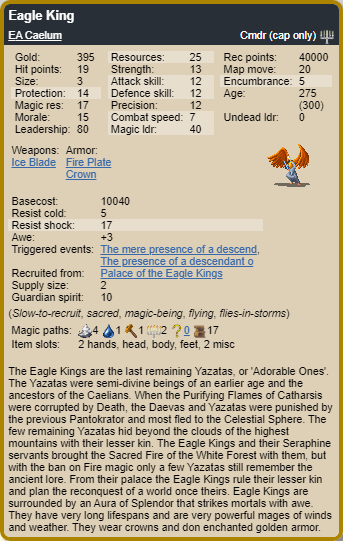 Eagle King
EA Caelum Cmdr (cap only)
Gold: 395 Resources: 25 Rec points: 40000
Hit points: 19 Strength: 13 Map move: 20
Size: 3 Attack skill: 12 Encumbrance: 5
Protection: 14 Defence skill: 12 Age: 275
Magic res: 17 Precision: 12 (300)
Morale: 15 Combat speed: 7 Undead ldr: 0
Leadership: 80 Magic ldr: 40
Weapons: Armor:
Ice Blade Fire Plate
Crown
Basecost: 10040
Resist cold: 5
Resist shock: 17
Awe: +3
Triggered events: The mere presence of a descend,
The presence of a descendant o
Recruited from: Palace of the Eagle Kings
Supply size: 2
Guardian spirit: 10
(Slow-to-recruit, sacred, magic-being, flying, flies-in-storms)
Magic paths: 4 1 1 2 ?0 17
Item slots: 2 hands, head, body, feet, 2 misc
The Eagle Kings are the last remaining Yazatas, or 'Adorable Ones'.
The Yazatas were semi-divine beings of an earlier age and the
ancestors of the Caelians. When the Purifying Flames of Catharsis
were corrupted by Death, the Daevas and Yazatas were punished by
the previous Pantokrator and most fled to the Celestial Sphere. The
few remaining Yazatas hid beyond the clouds of the highest
mountains with their lesser kin. The Eagle Kings and their Seraphine
servants brought the Sacred Fire of the White Forest with them, but
with the ban on Fire magic only a few Yazatas still remember the
ancient lore. From their palace the Eagle Kings rule their lesser kin
and plan the reconquest of a world once theirs. Eagle Kings are
surrounded by an Aura of Splendor that strikes mortals with awe.
They have very long lifespans and are very powerful mages of winds
and weather. They wear crowns and don enchanted golden armor.